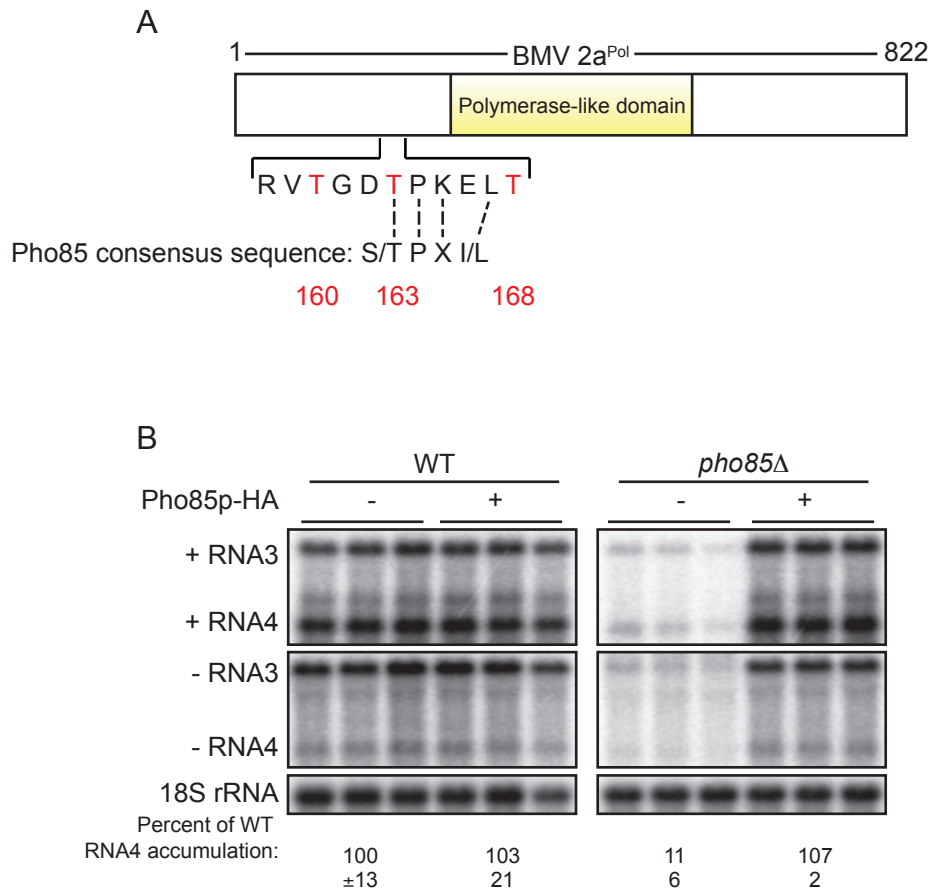 A
1 BMV 2aPol 822
Polymerase-like domain
R V T G D T P K E L T
Pho85 consensus sequence: S/T P X I/L
160 163 168
B
WT pho85Δ
Pho85p-HA - + - +
+ RNA3
+ RNA4
- RNA3
- RNA4
18S rRNA
Percent of WT
RNA4 accumulation: 100 103 11 107
±13 21 6 2